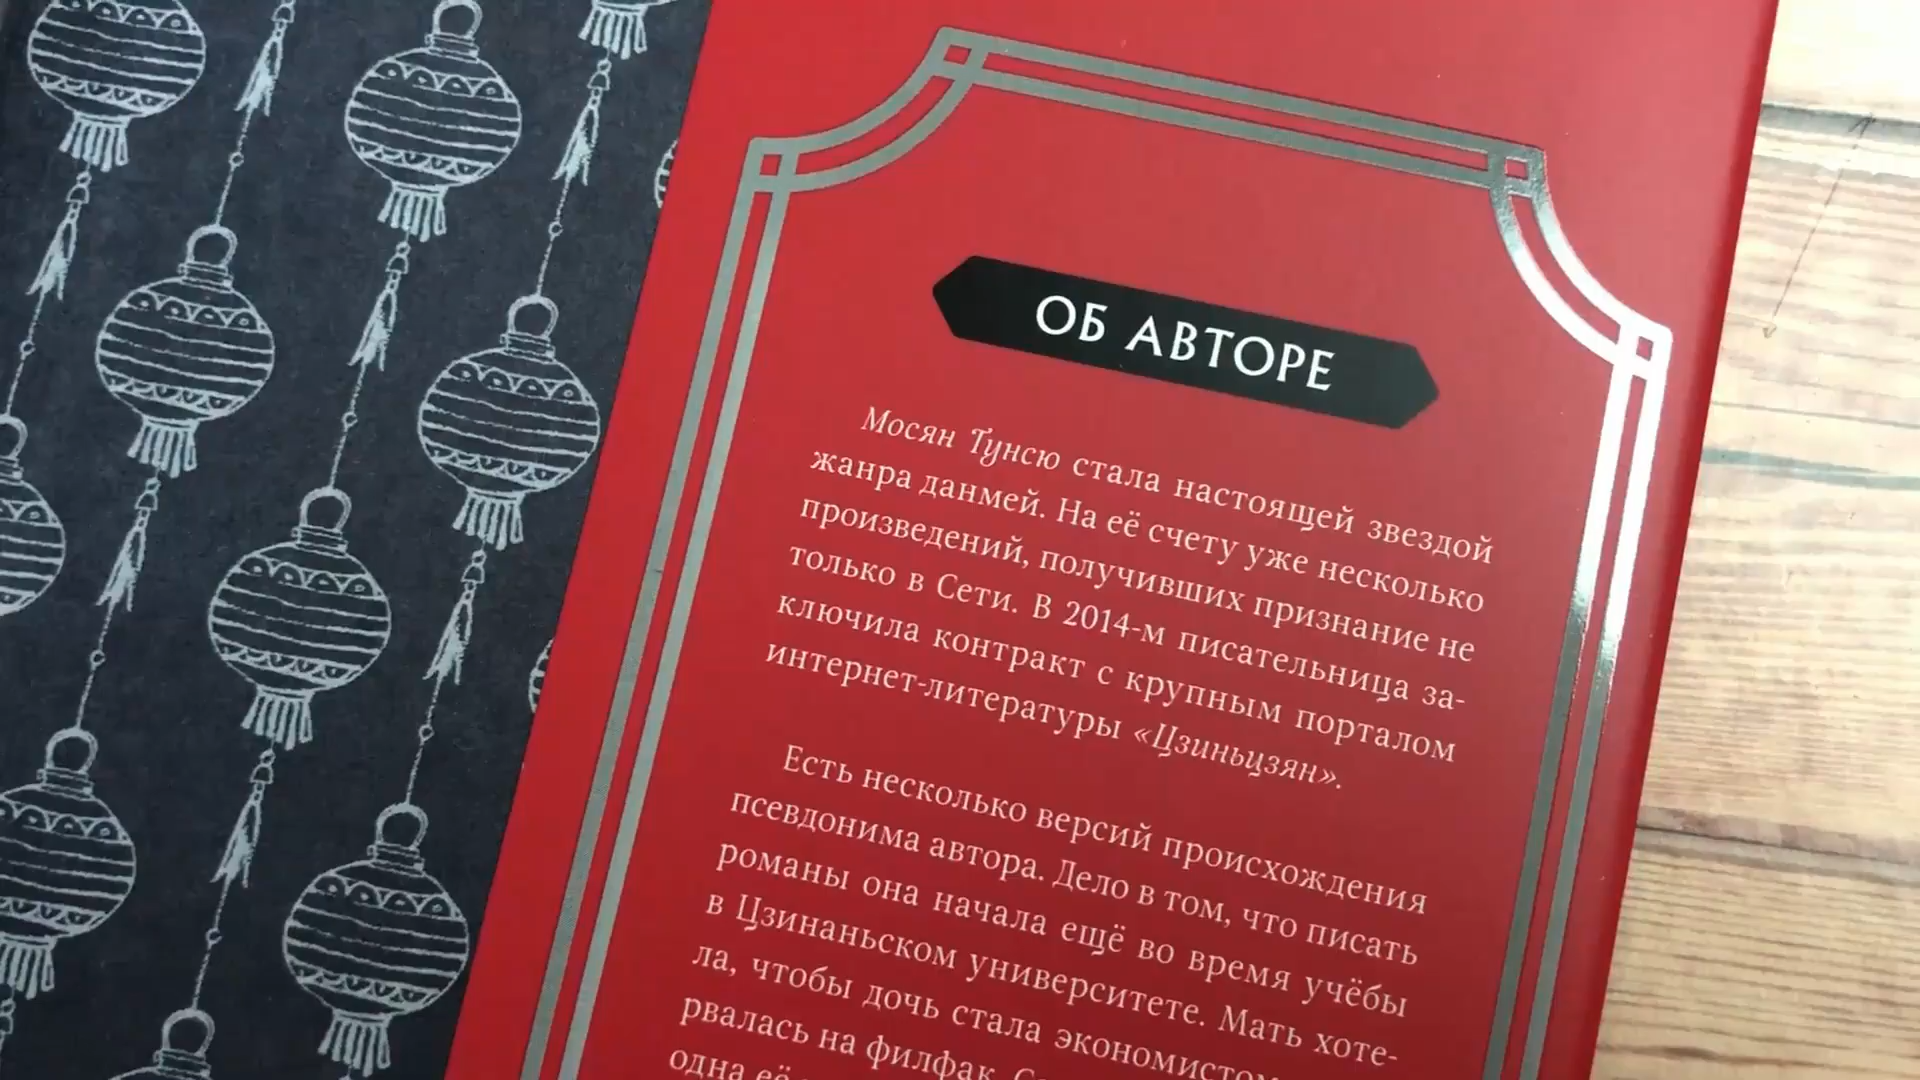 ОБ АВТОРЕ
Мосян Тунсю стала настоящей звездой
жанра данмей. На её счету уже несколько
произведений, получивших признание не
только в Сети. В 2014-м писательница за-
ключила контракт с крупным порталом
интернет-литературы «Цзиньцзян».
Есть несколько версий происхождения
псевдонима автора. Дело в том, что писать
романы она начала ещё во время учёбы
в Цзинаньском университете. Мать хоте-
ла, чтобы дочь стала экономистом
рвалась на филфак.
одна её